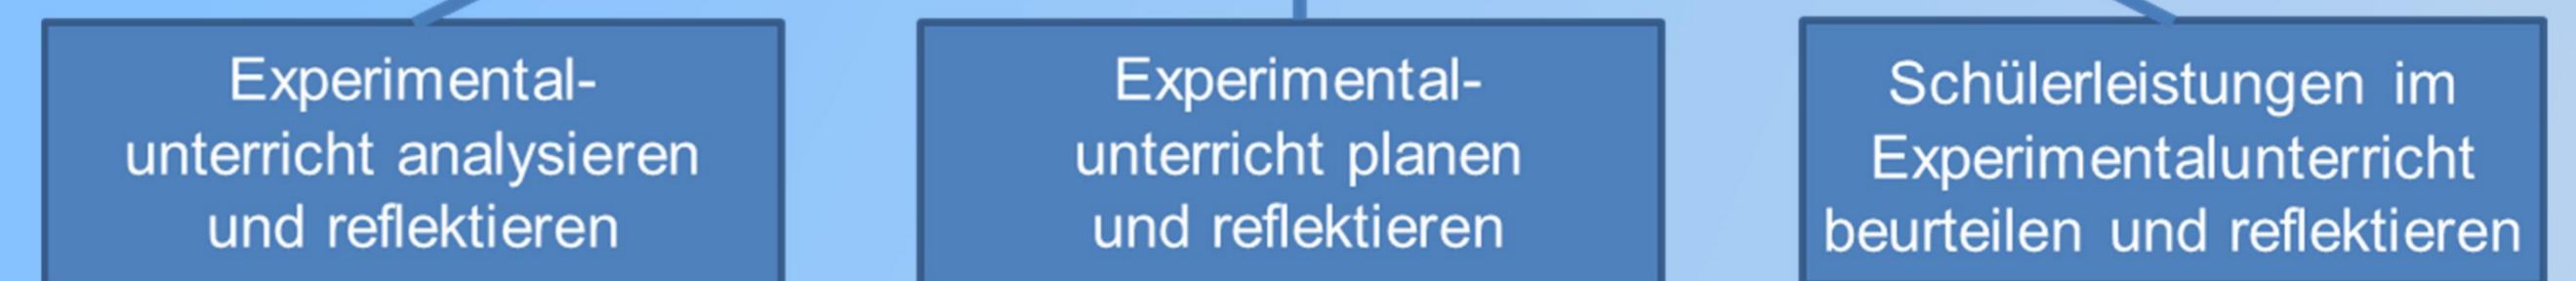 Experimental-
unterricht analysieren
und reflektieren
Experimental-
unterricht planen
und reflektieren
Schülerleistungen im
Experimentalunterricht
beurteilen und reflektieren